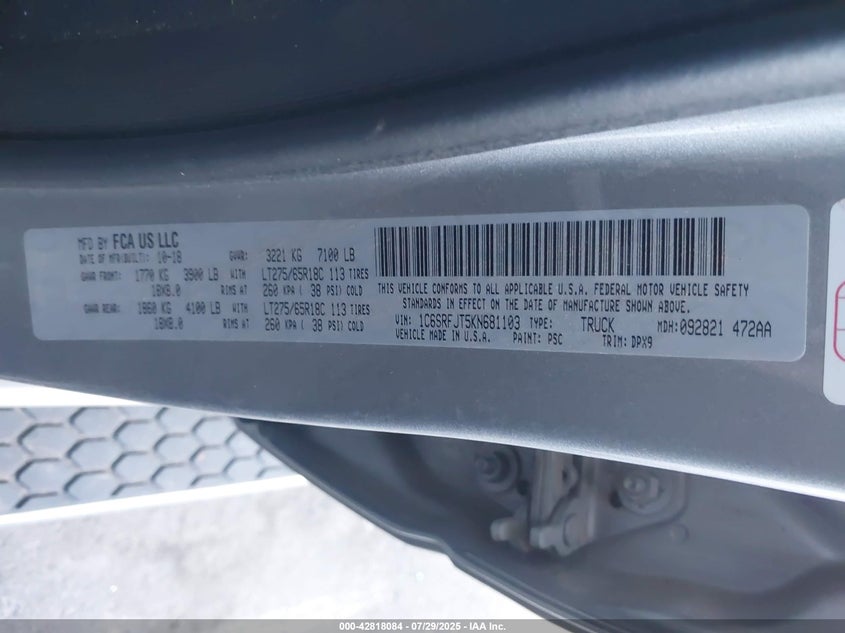 MFD BY FCA US LLC
DATE OF MFR(BUILT): 10-18 GVWR: 3221 KG 7100 LB
GAWR FRONT: 1770 KG 3900 LB WITH LT275/65R18C 113 TIRES
18X8.0 RIMS AT 260 KPA ( 38 PSI) COLD
GAWR REAR: 1860 KG 4100 LB WITH LT275/65R18C 113 TIRES
18X8.0 RIMS AT 260 KPA ( 38 PSI) COLD
THIS VEHICLE CONFORMS TO ALL APPLICABLE U.S.A. FEDERAL MOTOR VEHICLE SAFETY
STANDARDS IN EFFECT ON THE DATE OF MANUFACTURE SHOWN ABOVE.
VIN: 1C6SRFJT5KN681103 TYPE: TRUCK MDH: 092821 472AA
VEHICLE MADE IN U.S.A. PAINT: PSC TRIM: DPX9
000-42818084 | 07/29/2025 - IAA Inc.